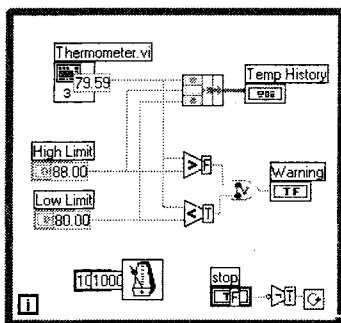 Thermometer.vi
79.59
3
Temp History
High Limit
88.00
F
Warning
TF
Low Limit
80.00
T
1000
stop
TF
T
i